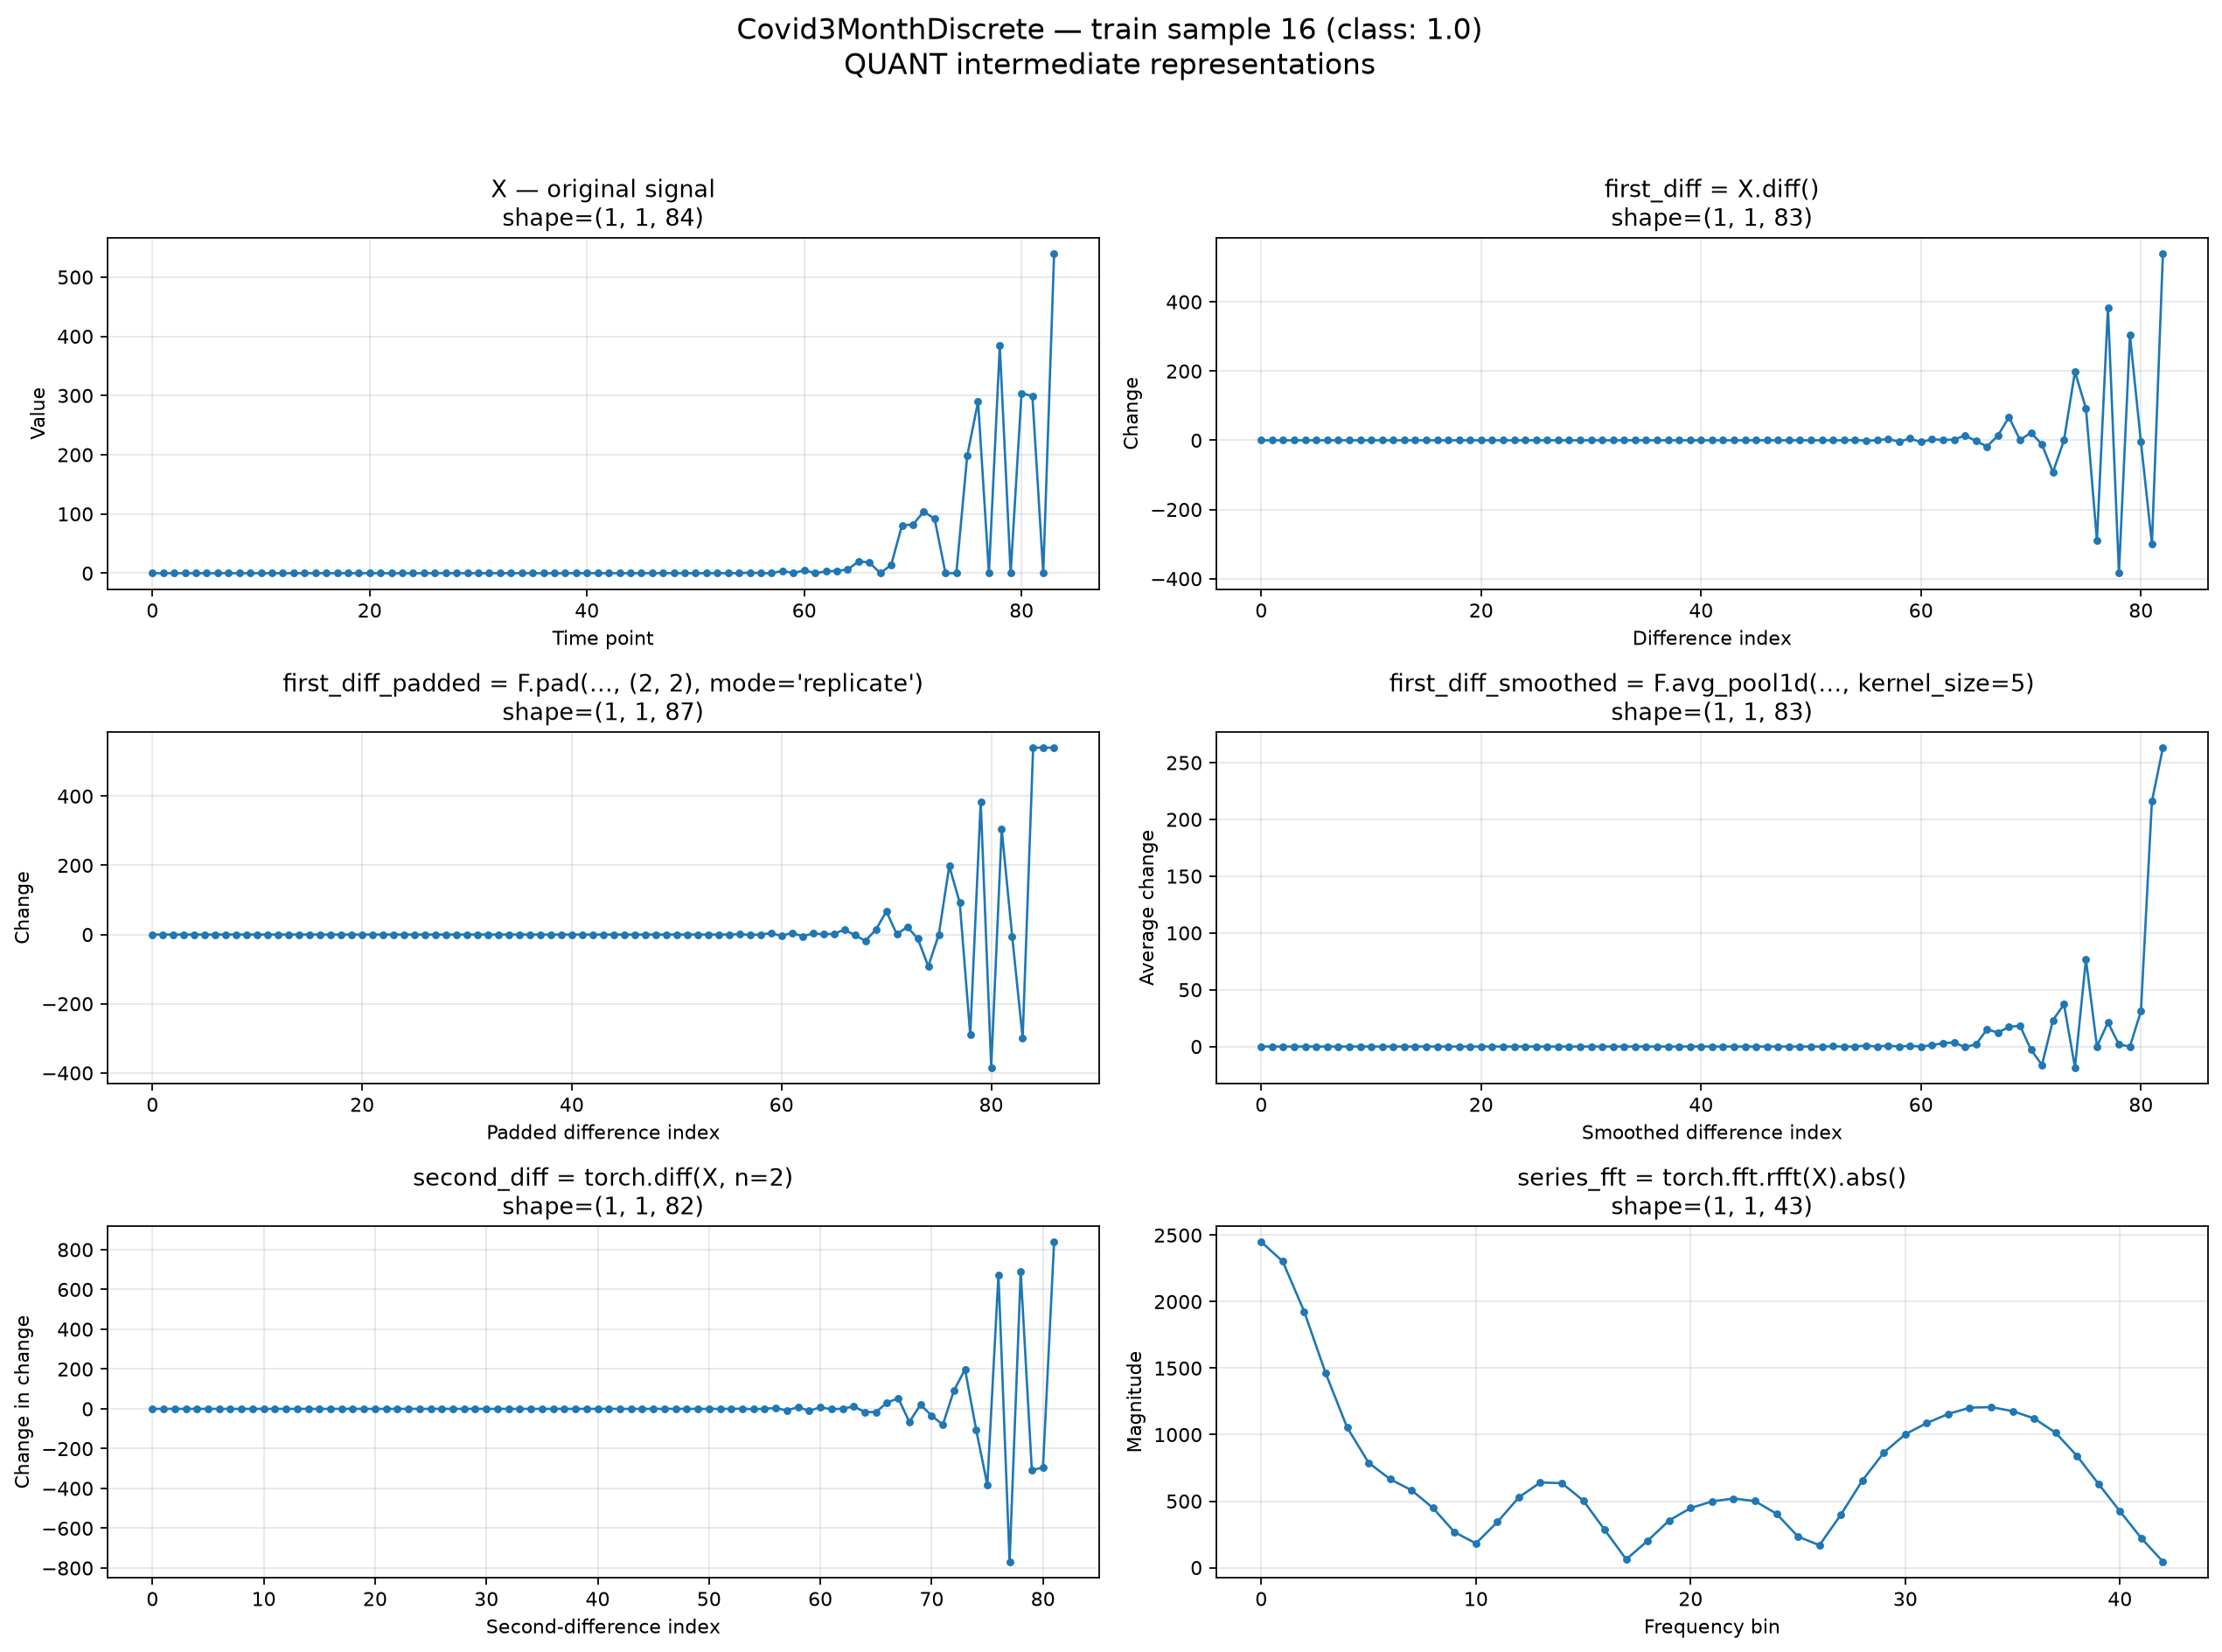 Covid3MonthDiscrete — train sample 16 (class: 1.0)
QUANT intermediate representations
X — original signal
shape=(1, 1, 84)
Value
500
400
300
200
100
0
0 20 40 60 80
Time point
first_diff = X.diff()
shape=(1, 1, 83)
Change
400
200
0
−200
−400
0 20 40 60 80
Difference index
first_diff_padded = F.pad(..., (2, 2), mode='replicate')
shape=(1, 1, 87)
Change
400
200
0
−200
−400
0 20 40 60 80
Padded difference index
first_diff_smoothed = F.avg_pool1d(..., kernel_size=5)
shape=(1, 1, 83)
Average change
250
200
150
100
50
0
0 20 40 60 80
Smoothed difference index
second_diff = torch.diff(X, n=2)
shape=(1, 1, 82)
Change in change
800
600
400
200
0
−200
−400
−600
−800
0 10 20 30 40 50 60 70 80
Second-difference index
series_fft = torch.fft.rfft(X).abs()
shape=(1, 1, 43)
Magnitude
2500
2000
1500
1000
500
0
0 10 20 30 40
Frequency bin